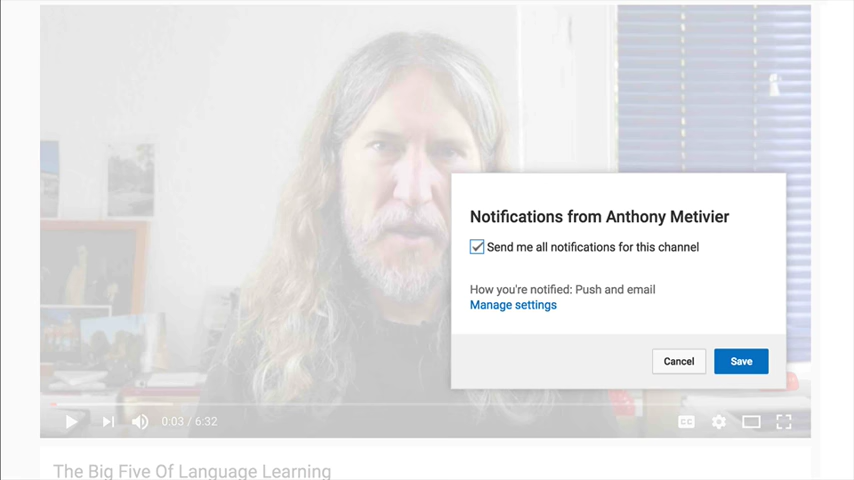 Notifications from Anthony Metivier
Send me all notifications for this channel
How you're notified: Push and email
Manage settings
Cancel Save
0:03 / 6:32 CC
The Big Five Of Language Learning